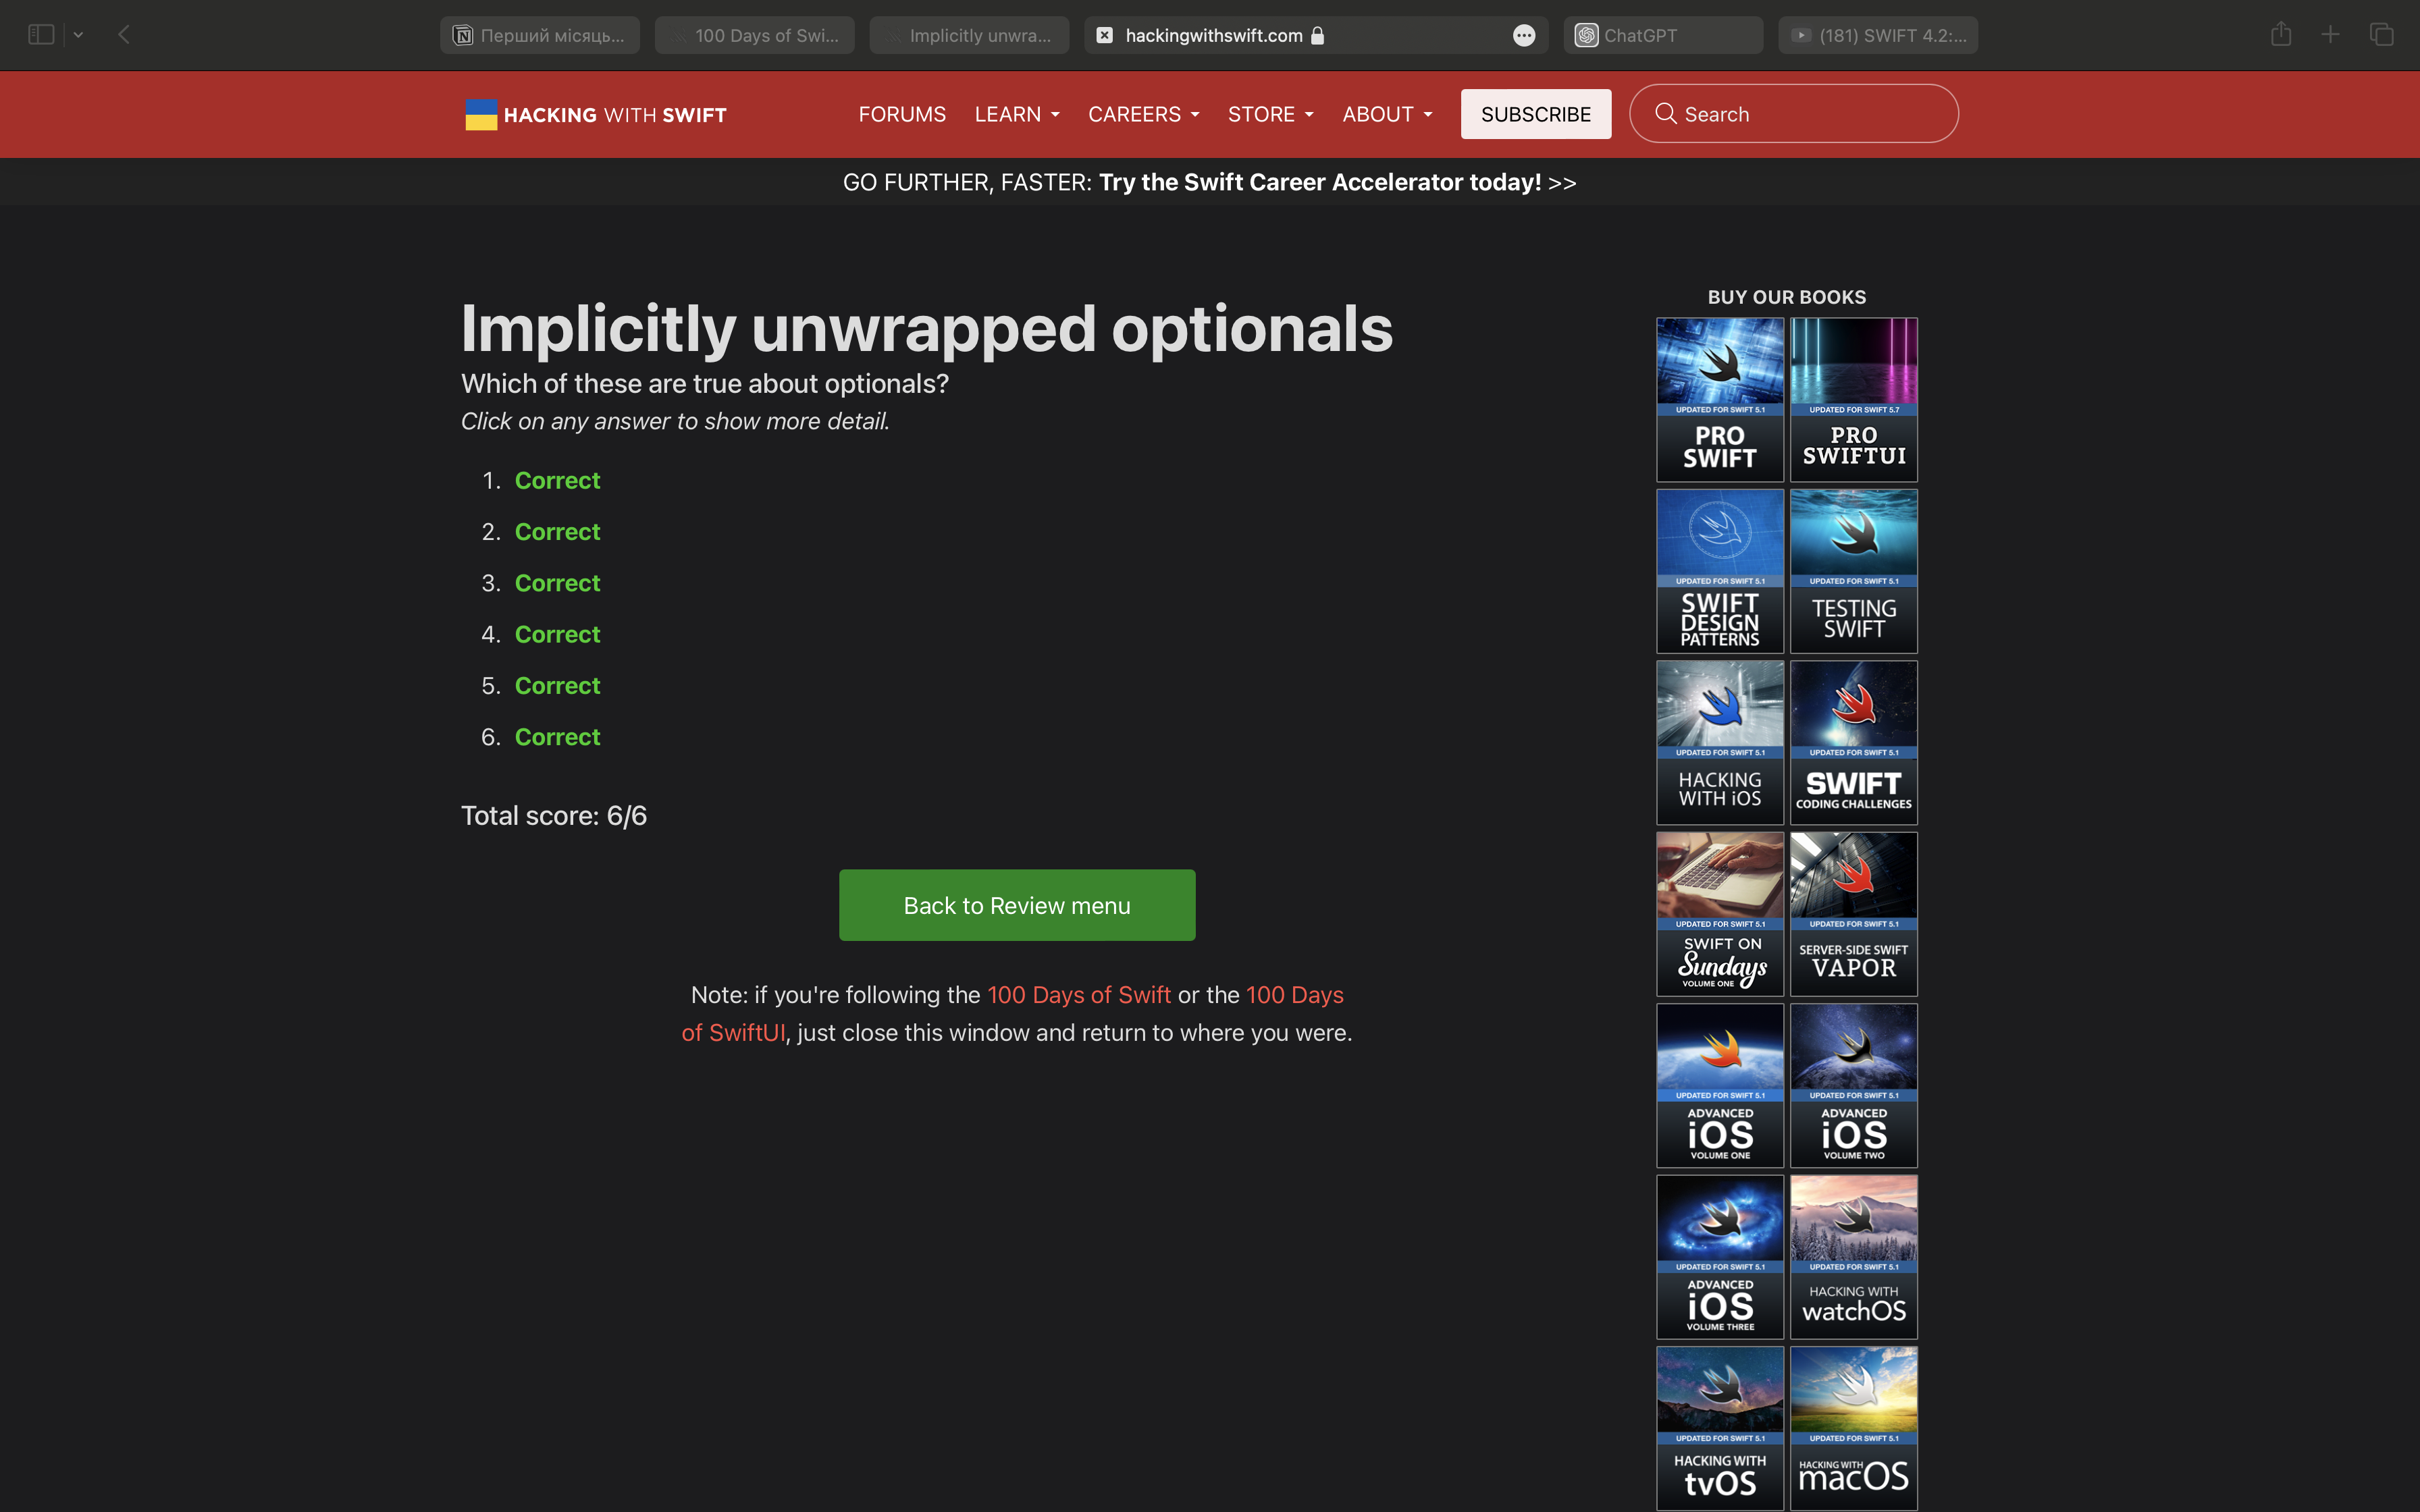 Перший місяць...
100 Days of Swi...
Implicitly unwra...
hackingwithswift.com
ChatGPT
(181) SWIFT 4.2:...
HACKING WITH SWIFT
FORUMS
LEARN
CAREERS
STORE
ABOUT
SUBSCRIBE
Search
GO FURTHER, FASTER: Try the Swift Career Accelerator today! >>
Implicitly unwrapped optionals
Which of these are true about optionals?
Click on any answer to show more detail.
1. Correct
2. Correct
3. Correct
4. Correct
5. Correct
6. Correct
Total score: 6/6
Back to Review menu
Note: if you're following the 100 Days of Swift or the 100 Days
of SwiftUI, just close this window and return to where you were.
BUY OUR BOOKS
UPDATED FOR SWIFT 5.1
PRO
SWIFT
UPDATED FOR SWIFT 5.7
PRO
SWIFTUI
UPDATED FOR SWIFT 5.1
SWIFT
DESIGN
PATTERNS
UPDATED FOR SWIFT 5.1
TESTING
SWIFT
UPDATED FOR SWIFT 5.1
HACKING
WITH iOS
UPDATED FOR SWIFT 5.1
SWIFT
CODING CHALLENGES
UPDATED FOR SWIFT 5.1
SWIFT ON
Sundays
VOLUME ONE
UPDATED FOR SWIFT 5.1
SERVER-SIDE SWIFT
VAPOR
UPDATED FOR SWIFT 5.1
ADVANCED
iOS
VOLUME ONE
UPDATED FOR SWIFT 5.1
ADVANCED
iOS
VOLUME TWO
UPDATED FOR SWIFT 5.1
ADVANCED
iOS
VOLUME THREE
UPDATED FOR SWIFT 5.1
HACKING WITH
watchOS
UPDATED FOR SWIFT 5.1
HACKING WITH
tvOS
UPDATED FOR SWIFT 5.1
HACKING WITH
macOS